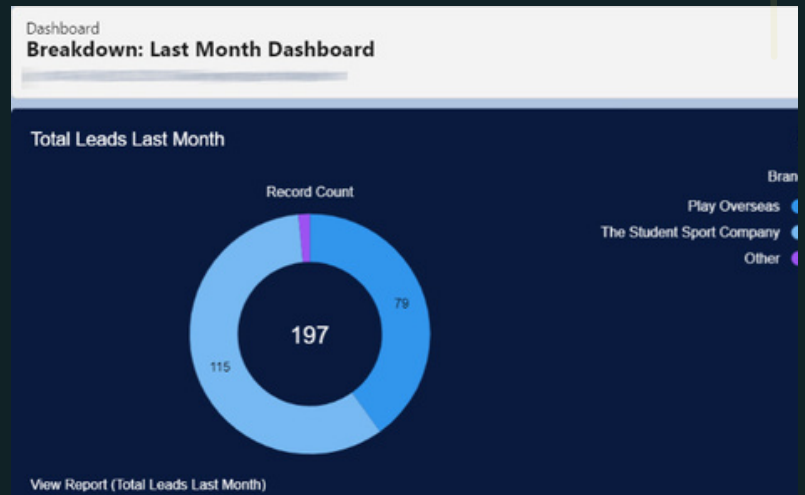 Dashboard
Breakdown: Last Month Dashboard
Total Leads Last Month
Record Count
Bran
Play Overseas
The Student Sport Company
Other
79
197
115
View Report (Total Leads Last Month)